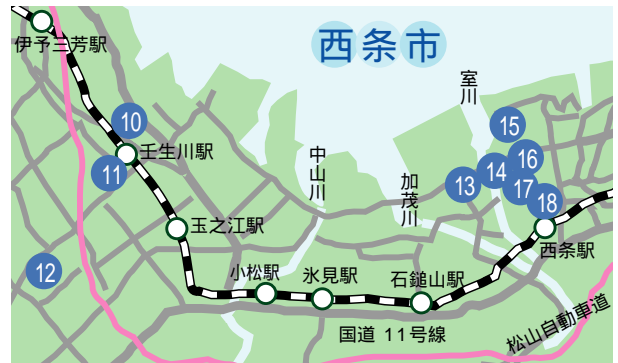 西条市
伊予三芳駅
室川
10
15
壬生川駅
11
中山川
加茂川
13
14
16
17
18
玉之江駅
西条駅
12
小松駅
氷見駅
石鎚山駅
国道 11号線
松山自動車道